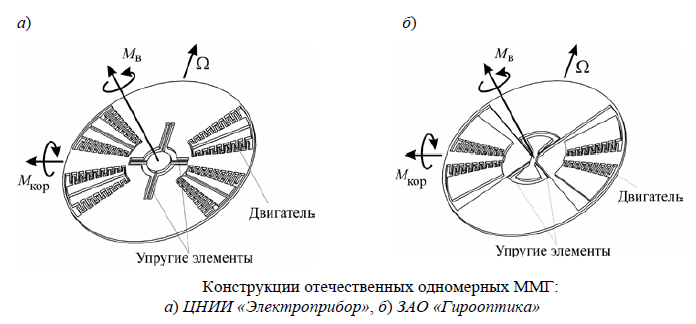 а) б)
Mв Ω Mв Ω
Mкор Mкор
Двигатель Двигатель
Упругие элементы Упругие элементы
Конструкции отечественных одномерных ММГ:
а) ЦНИИ «Электроприбор», б) ЗАО «Гирооптика»